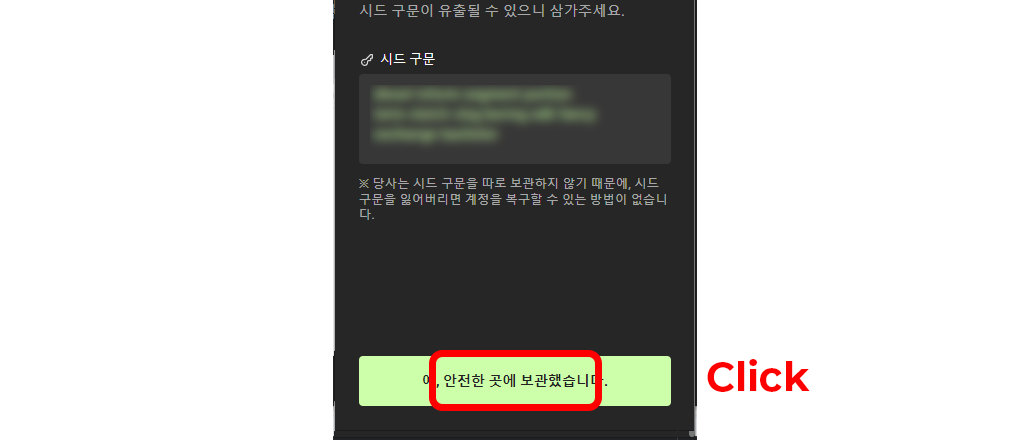 시드 구문이 유출될 수 있으니 삼가주세요.
시드 구문
※ 당사는 시드 구문을 따로 보관하지 않기 때문에, 시드
구문을 잃어버리면 계정을 복구할 수 있는 방법이 없습니
다.
예, 안전한 곳에 보관했습니다.
Click